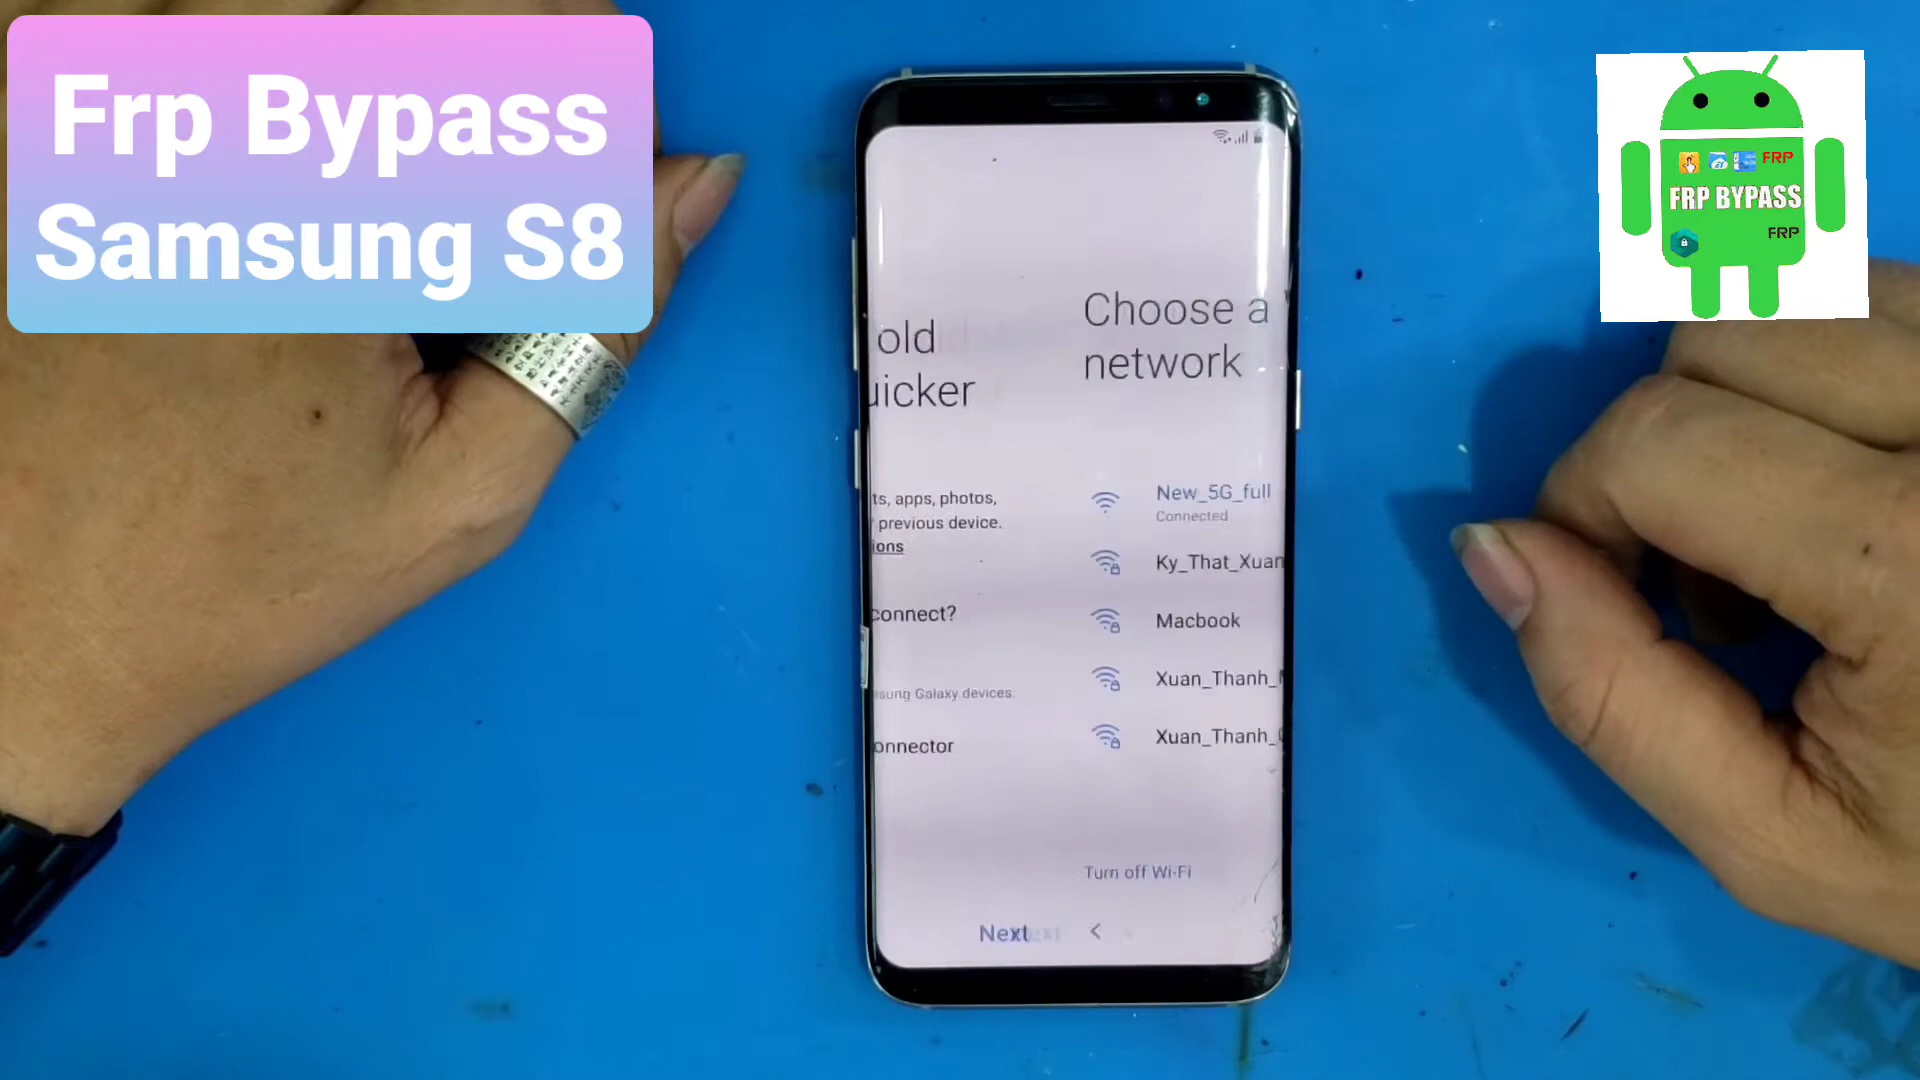 Frp Bypass
Samsung S8
FRP
FRP BYPASS
FRP
old
uicker
ts, apps, photos,
previous device.
ions
connect?
sung Galaxy devices.
onnector
Next
Choose a
network
New_5G_full
Connected
Ky_That_Xuan
Macbook
Xuan_Thanh_
Xuan_Thanh_
Turn off Wi-Fi